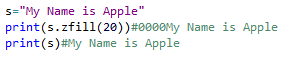 s="My Name is Apple"
print(s.zfill(20))#0000My Name is Apple
print(s)#My Name is Apple